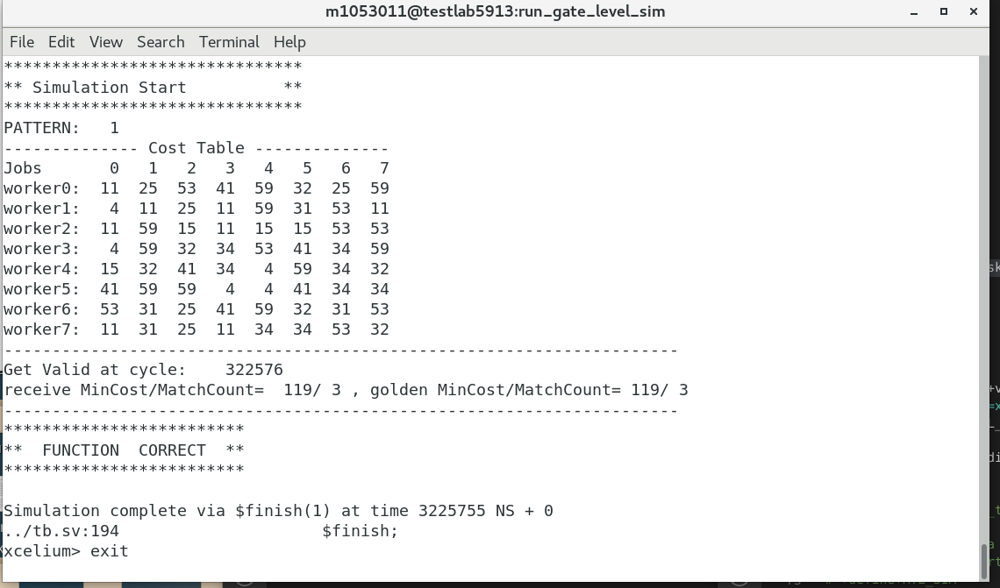 m1053011@testlab5913:run_gate_level_sim
File Edit View Search Terminal Help
*******************************
** Simulation Start          **
*******************************
PATTERN:   1
-------------- Cost Table --------------
Jobs       0   1   2   3   4   5   6   7
worker0:  11  25  53  41  59  32  25  59
worker1:   4  11  25  11  59  31  53  11
worker2:  11  59  15  11  15  15  53  53
worker3:   4  59  32  34  53  41  34  59
worker4:  15  32  41  34   4  59  34  32
worker5:  41  59  59   4   4  41  34  34
worker6:  53  31  25  41  59  32  31  53
worker7:  11  31  25  11  34  34  53  32
----------------------------------------------------------------------
Get Valid at cycle:    322576
receive MinCost/MatchCount=  119/ 3 , golden MinCost/MatchCount= 119/ 3
----------------------------------------------------------------------
*************************
**  FUNCTION  CORRECT  **
*************************
Simulation complete via $finish(1) at time 3225755 NS + 0
../tb.sv:194                     $finish;
xcelium> exit